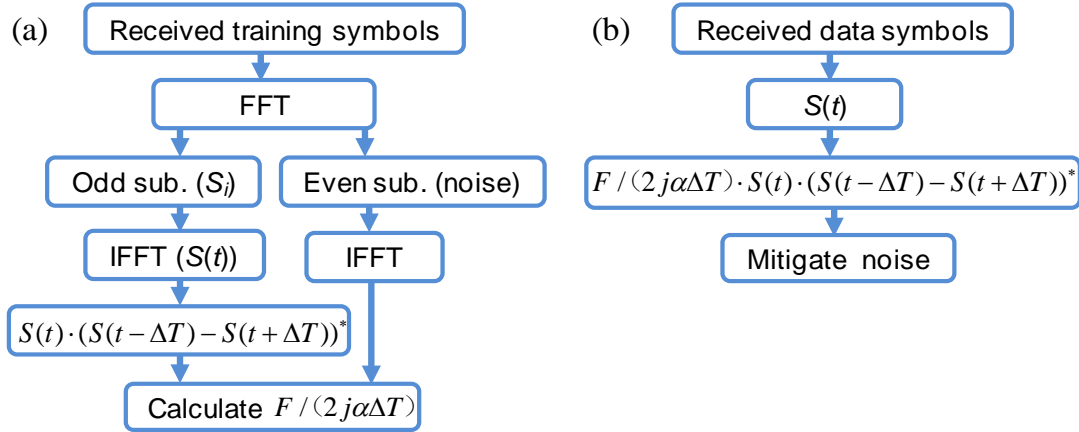 (a)
Received training symbols
FFT
Odd sub. (Sᵢ)
Even sub. (noise)
IFFT (S(t))
IFFT
S(t)·(S(t−ΔT)−S(t+ΔT))*
Calculate F/(2jαΔT)
(b)
Received data symbols
S(t)
F/(2jαΔT)·S(t)·(S(t−ΔT)−S(t+ΔT))*
Mitigate noise